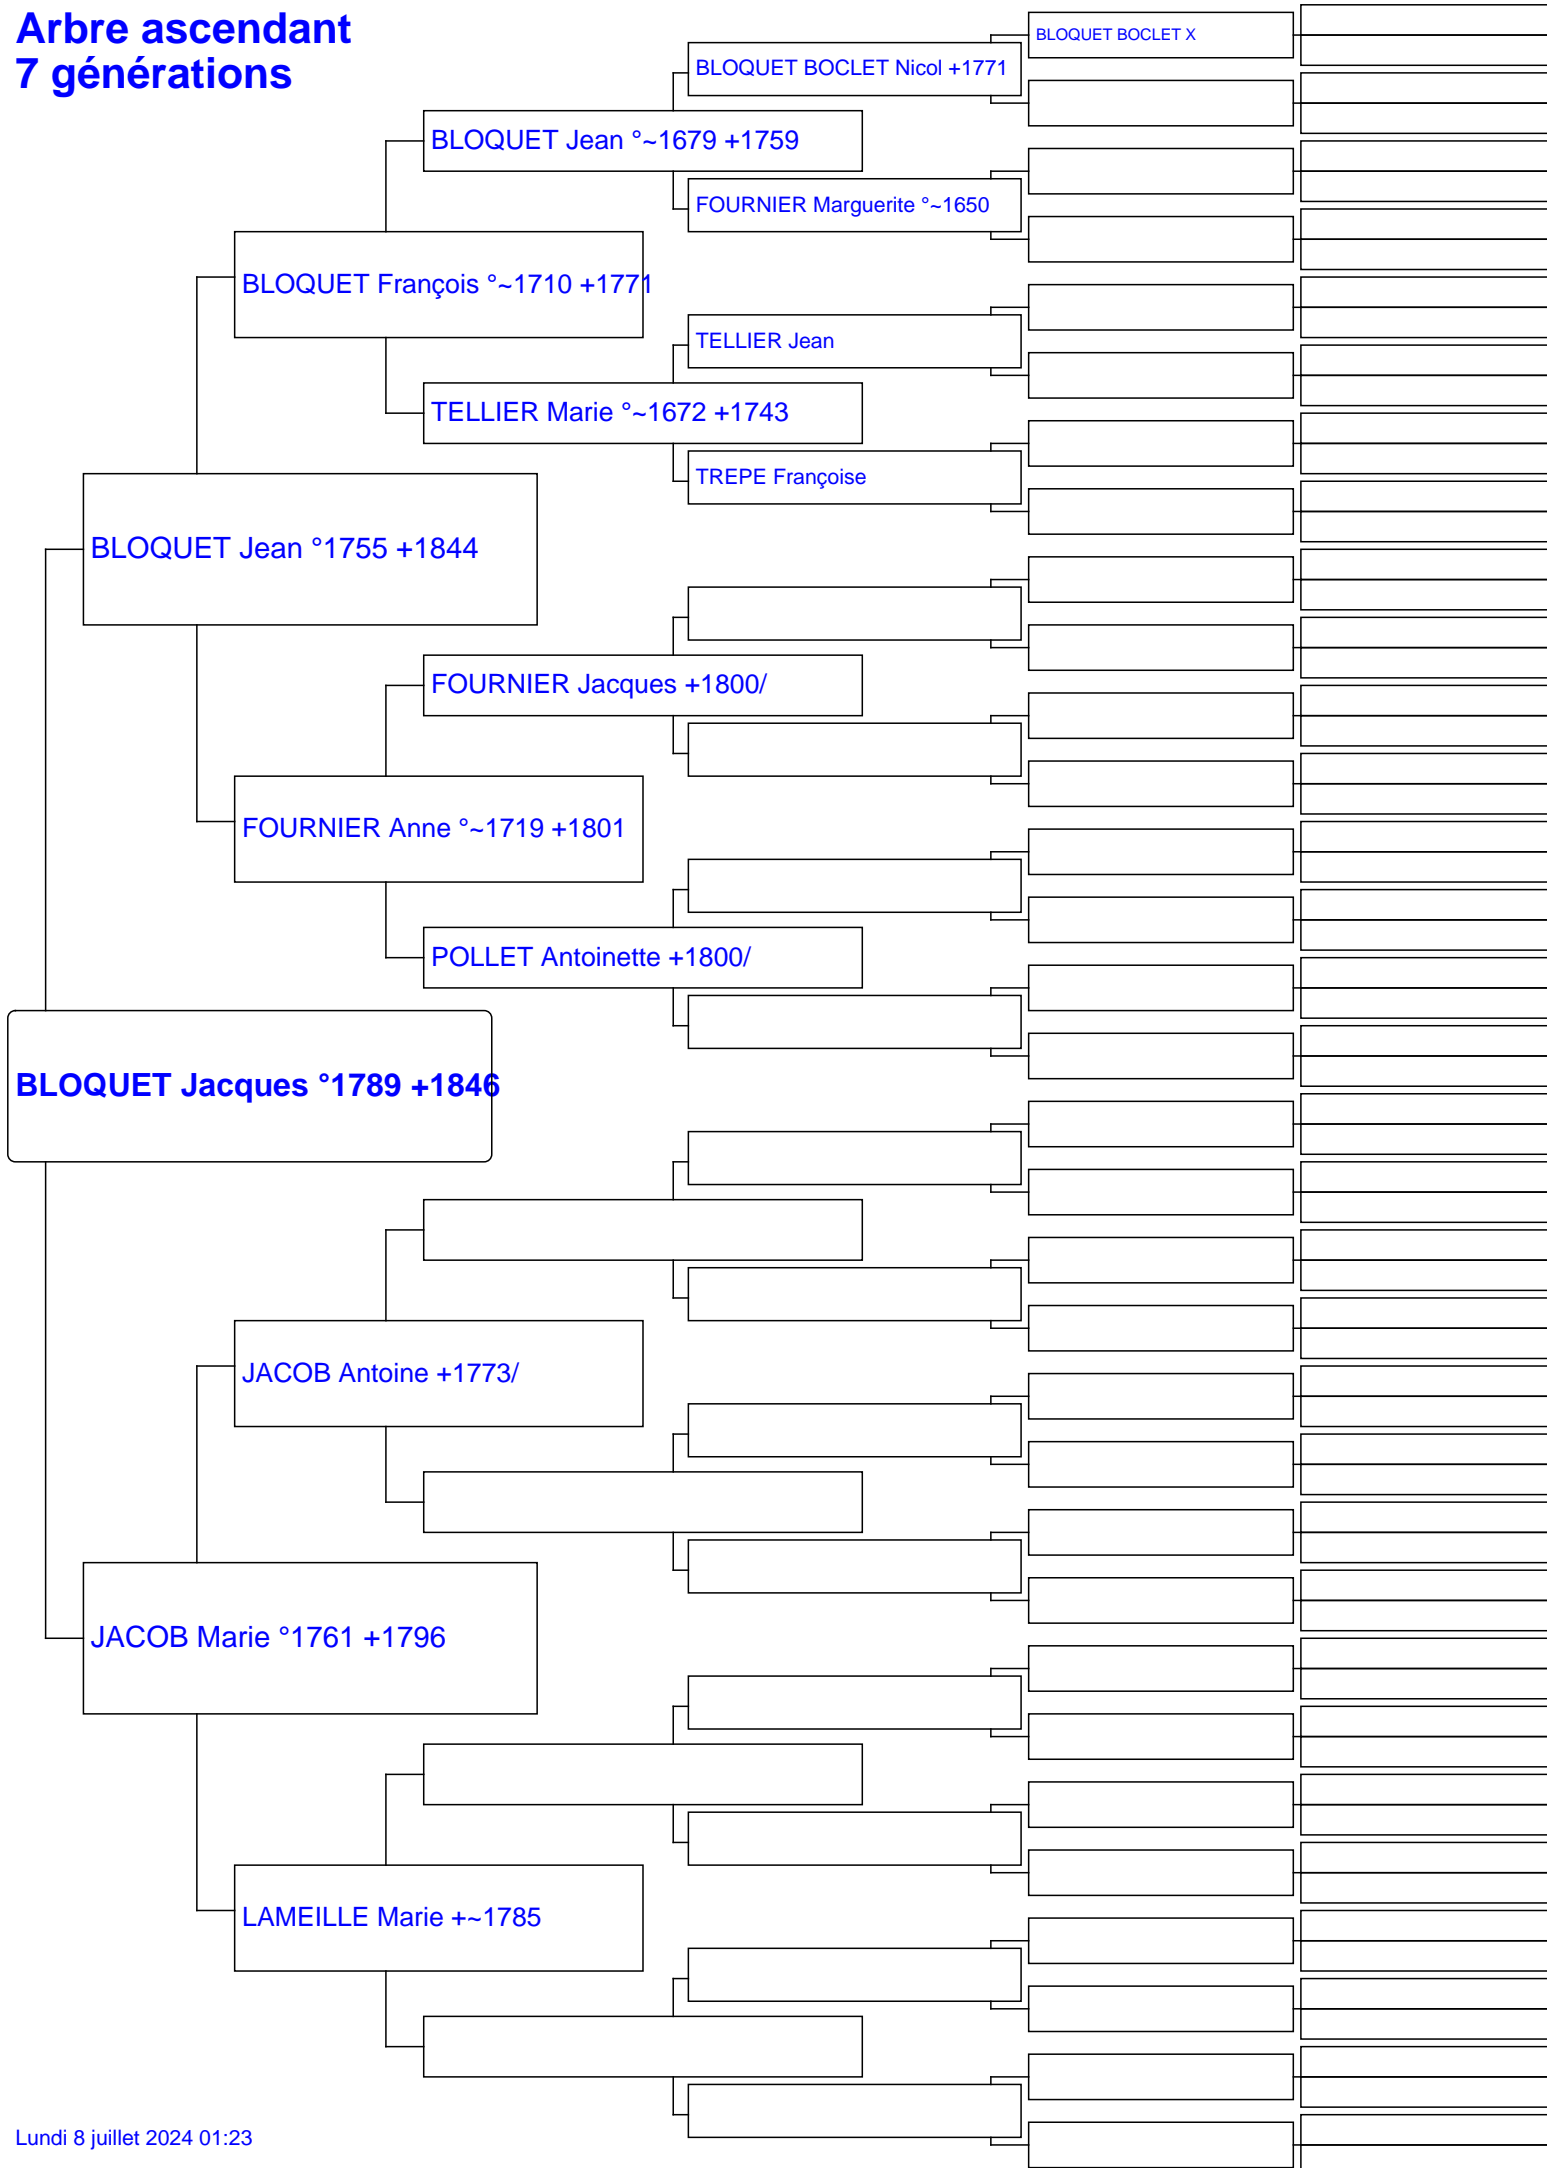 Arbre ascendant
7 générations
BLOQUET BOCLET X
BLOQUET BOCLET Nicol +1771
BLOQUET Jean °~1679 +1759
FOURNIER Marguerite °~1650
BLOQUET François °~1710 +1771
TELLIER Jean
TELLIER Marie °~1672 +1743
TREPE Françoise
BLOQUET Jean °1755 +1844
FOURNIER Jacques +1800/
FOURNIER Anne °~1719 +1801
POLLET Antoinette +1800/
BLOQUET Jacques °1789 +1846
JACOB Antoine +1773/
JACOB Marie °1761 +1796
LAMEILLE Marie +~1785
Lundi 8 juillet 2024 01:23